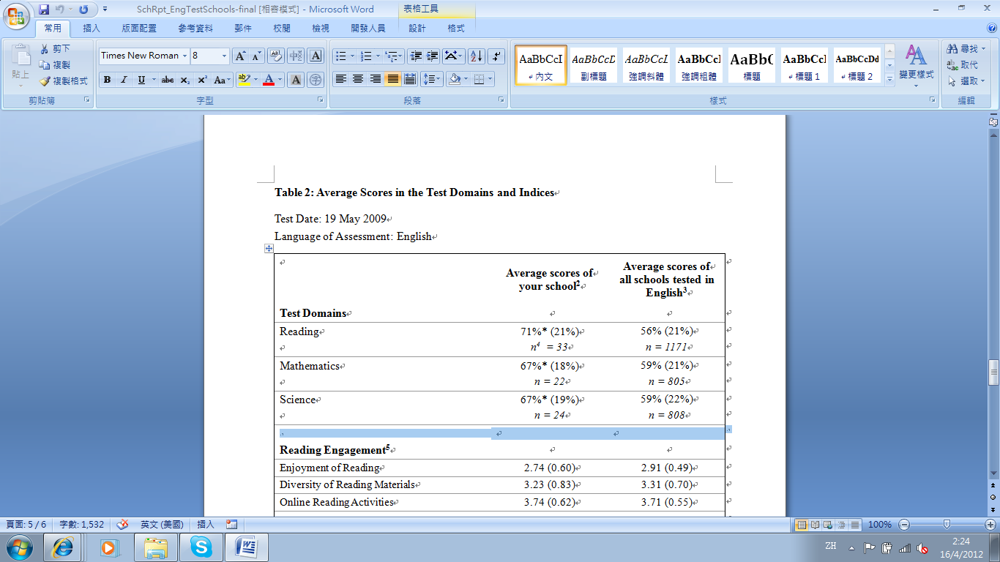 SchRpt_EngTestSchools-final [相容模式] - Microsoft Word
表格工具
常用 插入 版面配置 參考資料 郵件 校閱 檢視 開發人員 設計 格式
貼上
剪下
複製
複製格式
剪貼簿
Times New Roman 8
字型
段落
AaBbCcI AaBbCcD AaBbCcL AaBbCcI AaBbC AaBbCcI AaBbCcDd
內文 副標題 強調斜體 強調粗體 標題 標題 1 標題 2
變更樣式
樣式
尋找
取代
選取
編輯
Table 2: Average Scores in the Test Domains and Indices
Test Date: 19 May 2009
Language of Assessment: English
Average scores of your school² Average scores of all schools tested in English³
Test Domains
Reading 71%* (21%) 56% (21%)
n⁴ = 33 n = 1171
Mathematics 67%* (18%) 59% (21%)
n = 22 n = 805
Science 67%* (19%) 59% (22%)
n = 24 n = 808
Reading Engagement⁵
Enjoyment of Reading 2.74 (0.60) 2.91 (0.49)
Diversity of Reading Materials 3.23 (0.83) 3.31 (0.70)
Online Reading Activities 3.74 (0.62) 3.71 (0.55)
頁面: 5 / 6 字數: 1,532 英文 (美國) 插入 100%
ZH
2:24
16/4/2012